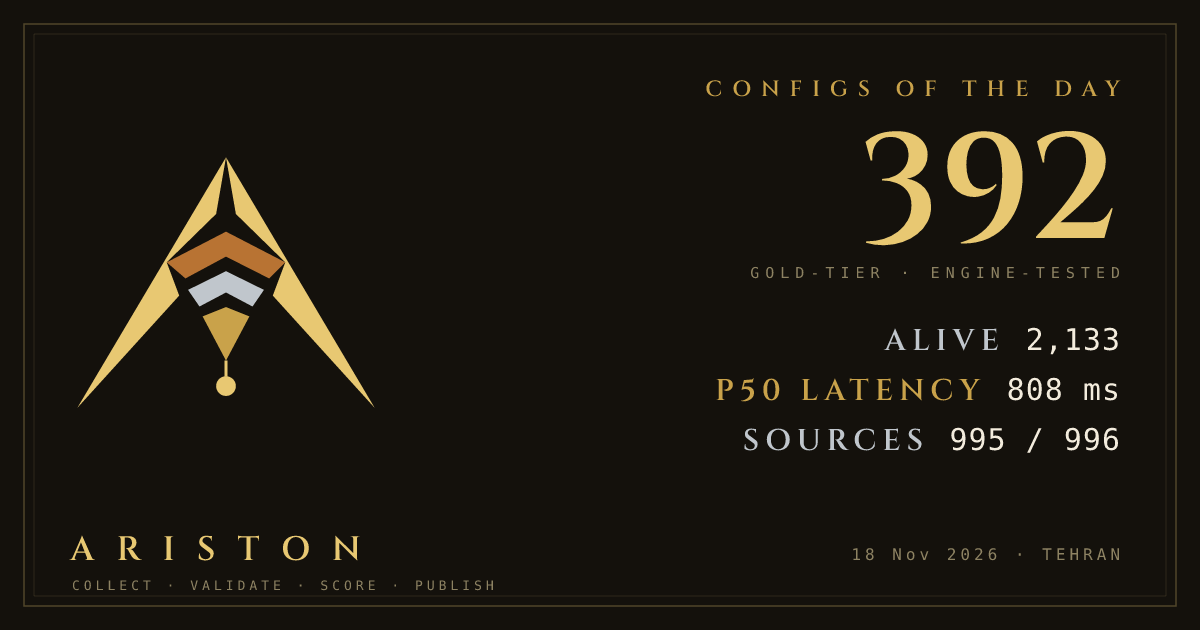 CONFIGS OF THE DAY
392
GOLD-TIER · ENGINE-TESTED
ALIVE 2,133
P50 LATENCY 808 ms
SOURCES 995 / 996
ARISTON
COLLECT · VALIDATE · SCORE · PUBLISH
18 Nov 2026 · TEHRAN